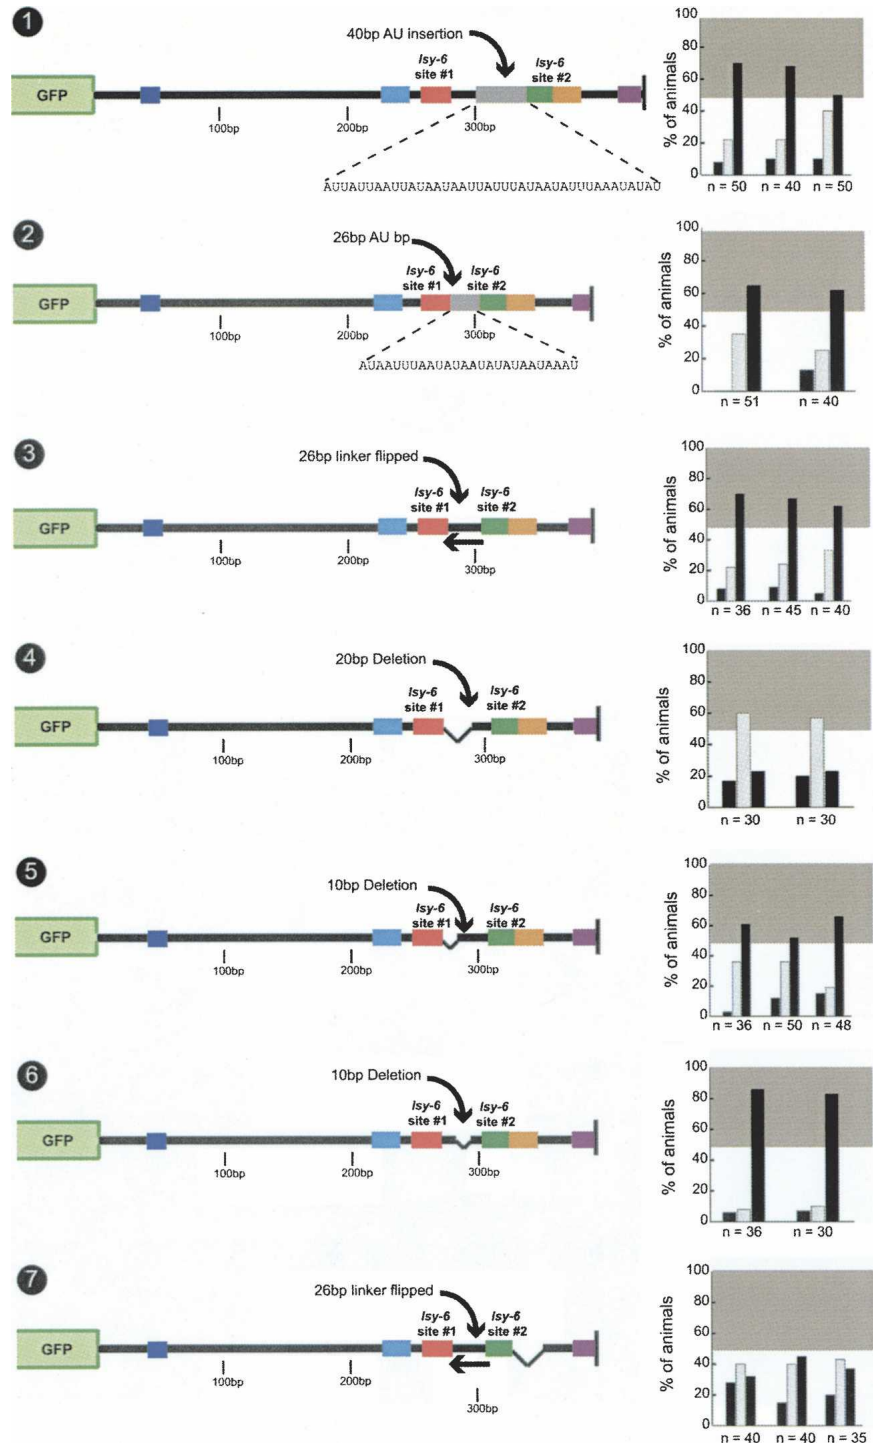 1
40bp AU insertion
lsy-6 site #1
lsy-6 site #2
GFP
100bp
200bp
300bp
AUUAUUAAUUAUAAUAAUUAUUUAUAAUAUUUAAAUAUAU
% of animals
100
80
60
40
20
0
n = 50
n = 40
n = 50
2
26bp AU bp
lsy-6 site #1
lsy-6 site #2
GFP
100bp
200bp
300bp
AUAAUUUAAUAUAAUAUAUAAUAAAU
% of animals
100
80
60
40
20
n = 51
n = 40
3
26bp linker flipped
lsy-6 site #1
lsy-6 site #2
GFP
100bp
200bp
300bp
% of animals
100
80
60
40
20
0
n = 36
n = 45
n = 40
4
20bp Deletion
lsy-6 site #1
lsy-6 site #2
GFP
100bp
200bp
300bp
% of animals
100
80
60
40
20
0
n = 30
n = 30
5
10bp Deletion
lsy-6 site #1
lsy-6 site #2
GFP
100bp
200bp
300bp
% of animals
100
80
60
40
20
0
n = 36
n = 50
n = 48
6
10bp Deletion
lsy-6 site #1
lsy-6 site #2
GFP
100bp
200bp
300bp
% of animals
100
80
60
40
20
0
n = 36
n = 30
7
26bp linker flipped
lsy-6 site #1
lsy-6 site #2
GFP
100bp
200bp
300bp
% of animals
100
80
60
40
20
0
n = 40
n = 40
n = 35